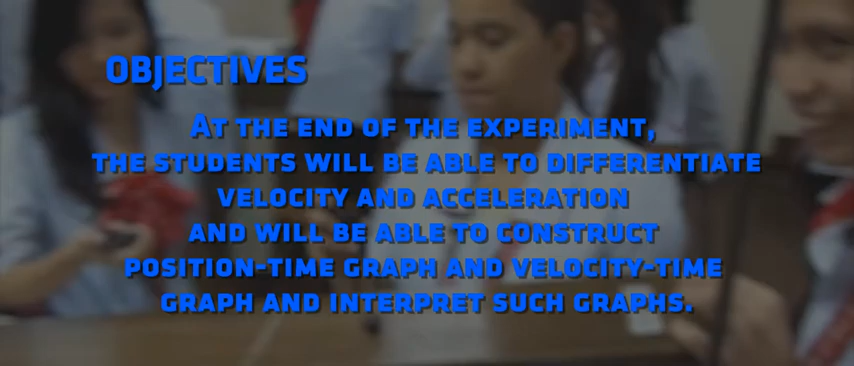 OBJECTIVES
AT THE END OF THE EXPERIMENT,
THE STUDENTS WILL BE ABLE TO DIFFERENTIATE
VELOCITY AND ACCELERATION
AND WILL BE ABLE TO CONSTRUCT
POSITION-TIME GRAPH AND VELOCITY-TIME
GRAPH AND INTERPRET SUCH GRAPHS.